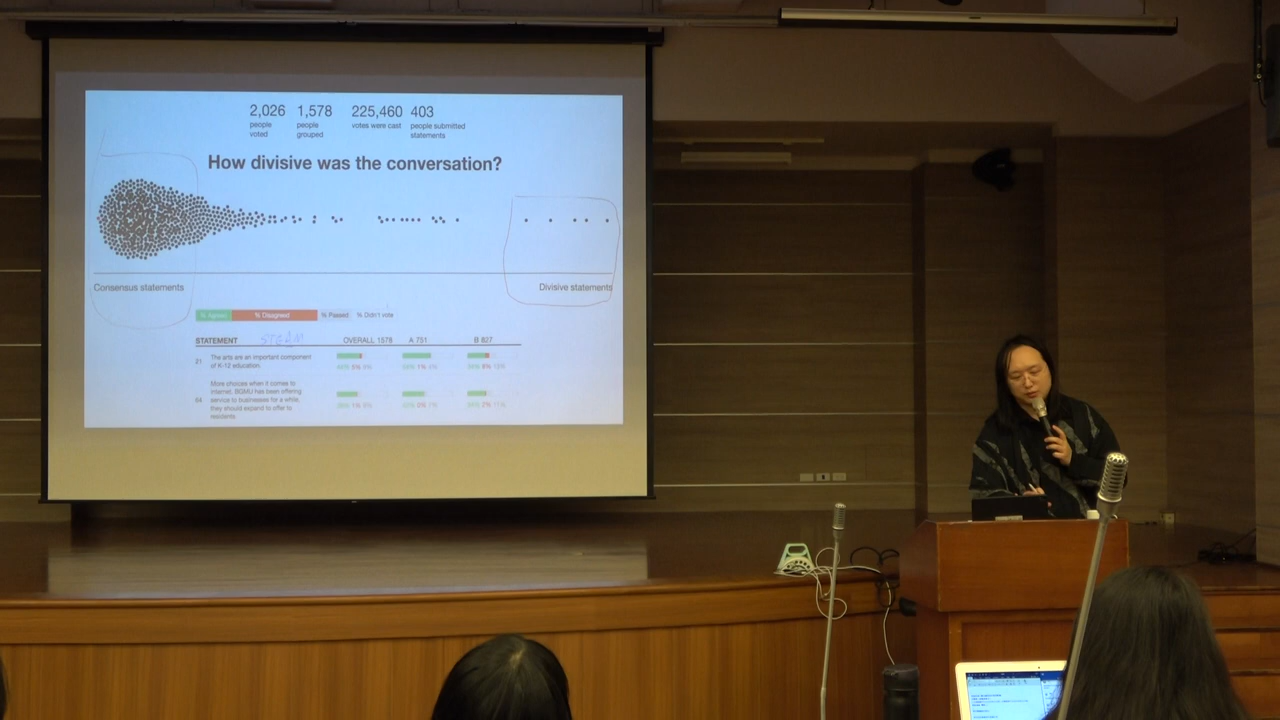 2,026 1,578 225,460 403
people people votes were cast people submitted
voted grouped statements
How divisive was the conversation?
Consensus statements Divisive statements
% Agreed % Disagreed % Passed % Didn't vote
STATEMENT STEAM OVERALL 1578 A 751 B 827
21 The arts are an important component
of K-12 education.
More choices when it comes to
internet. BGMU has been offering
64 service to businesses for a while,
they should expand to offer to
residents